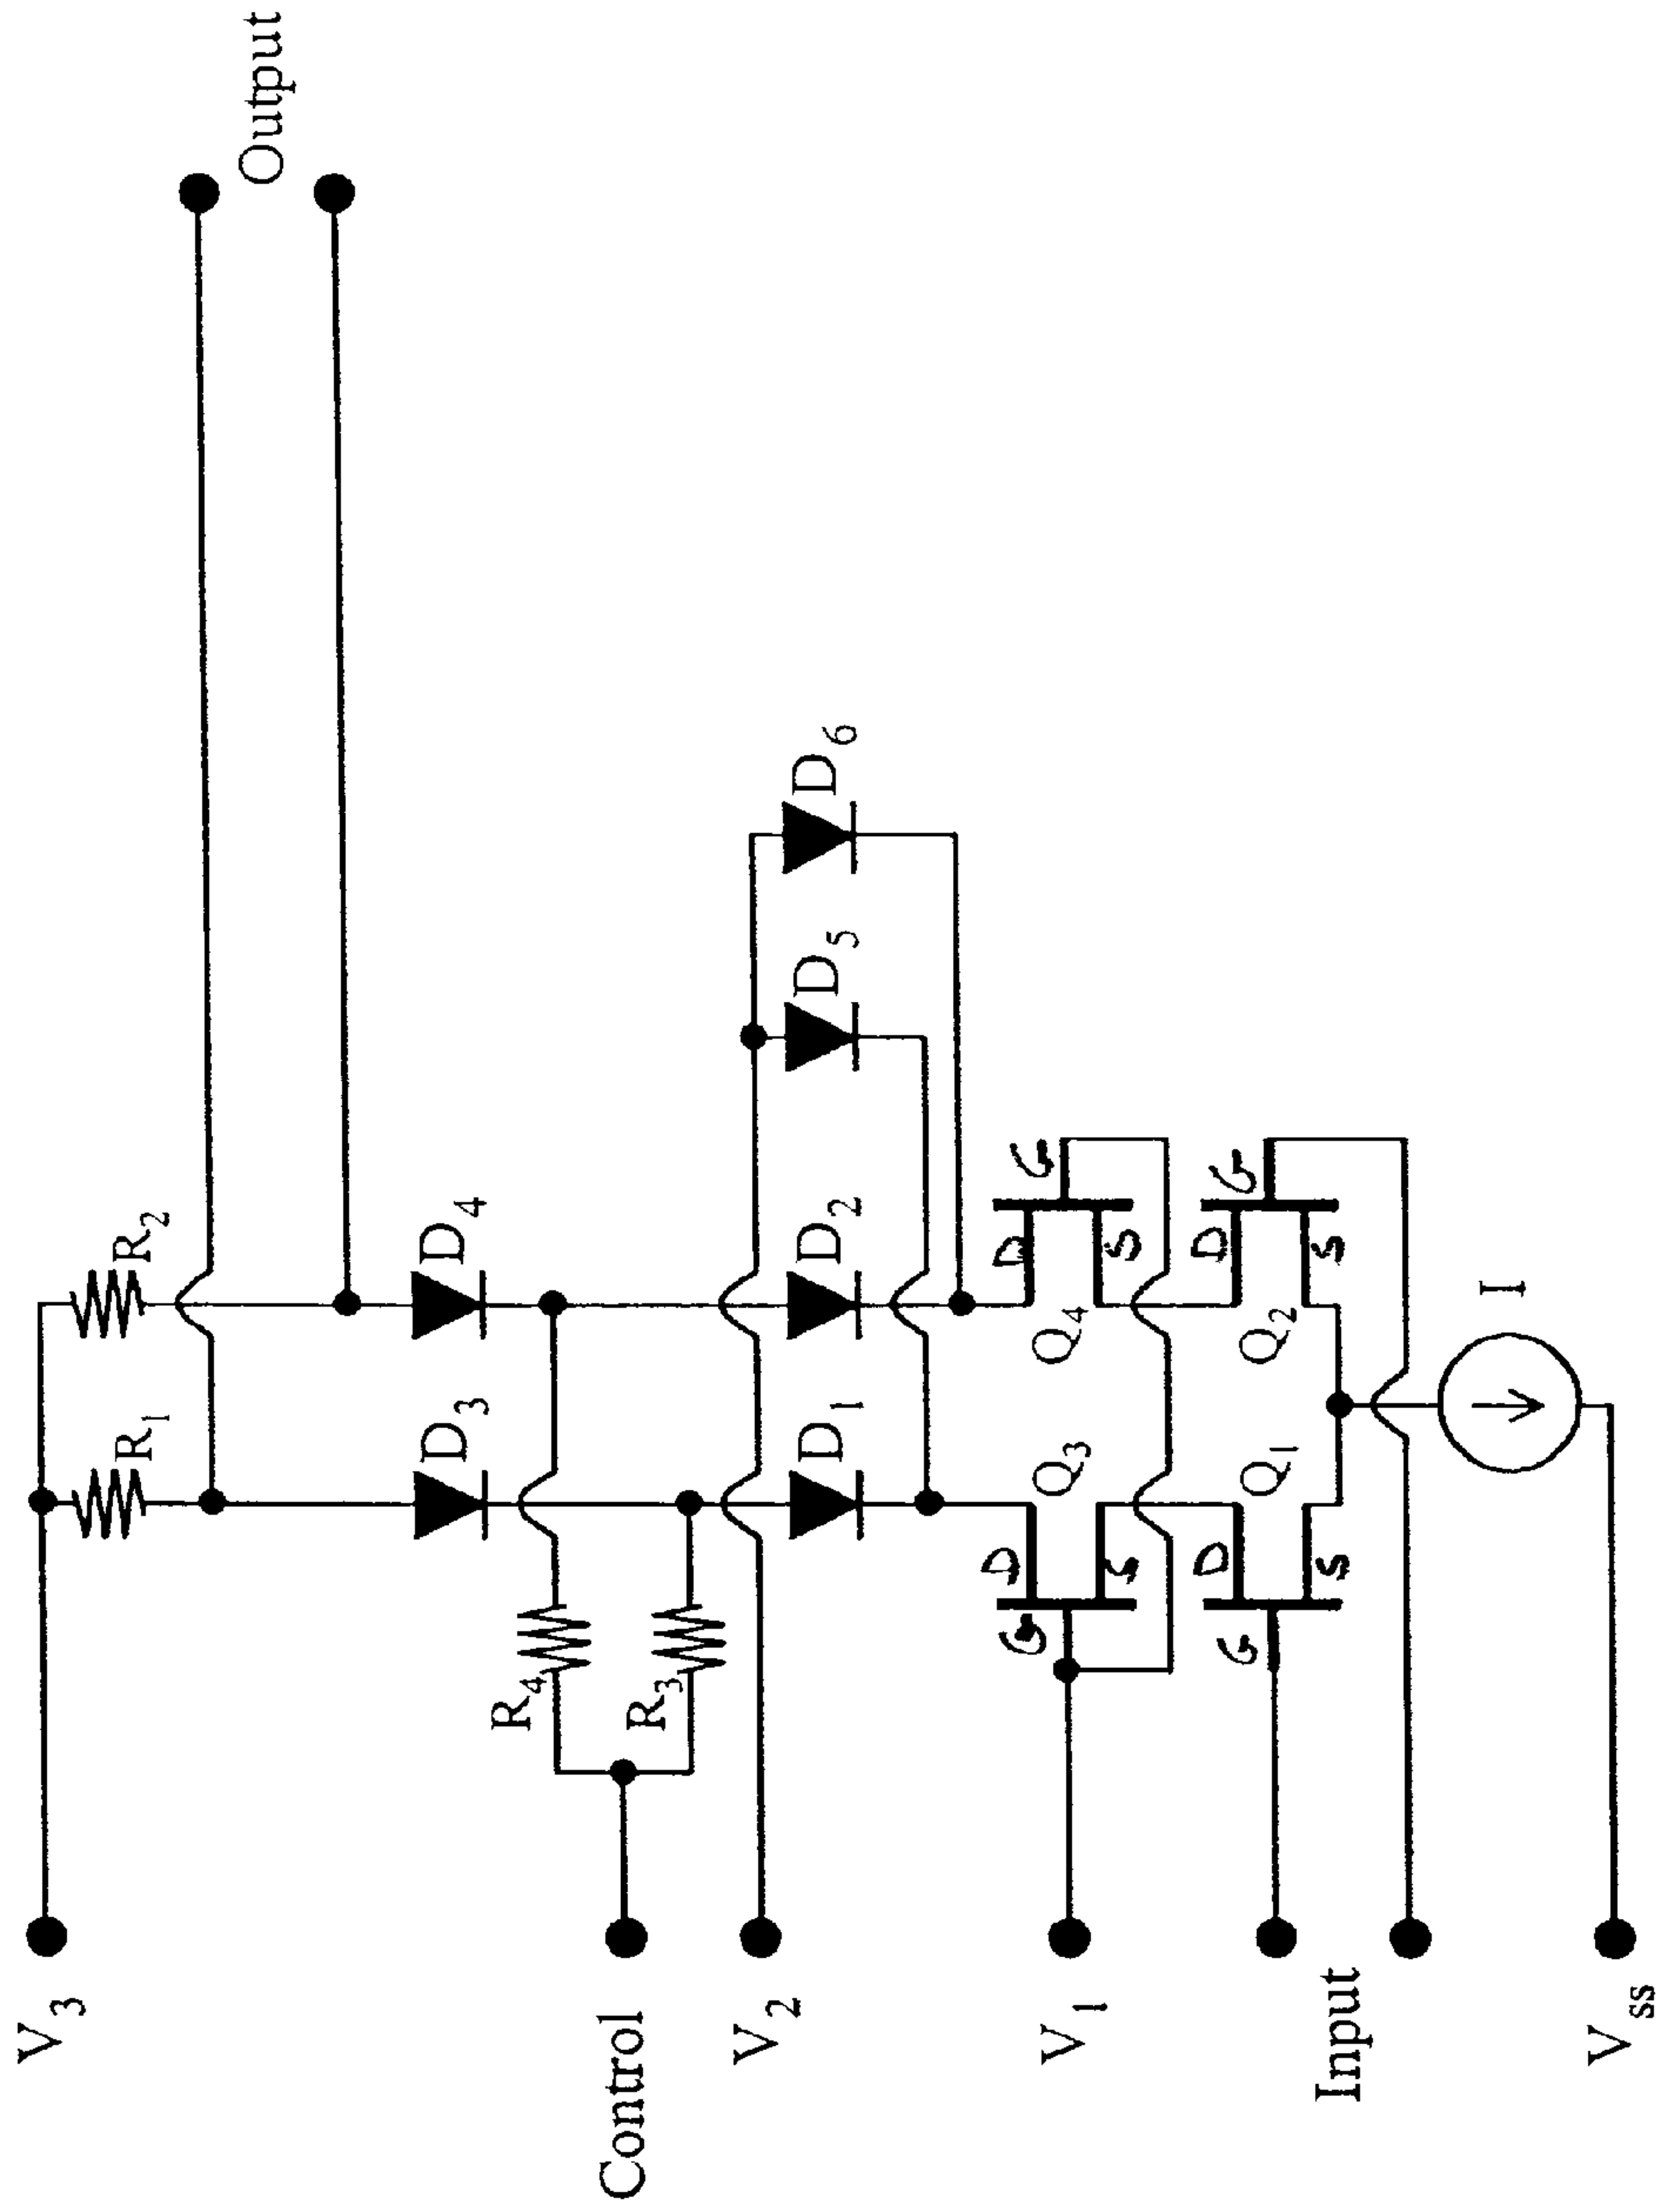 V3
R1
R2
Output
D3
D4
R4
R3
Control
V2
D1
D2
D5
D6
V1
Q3
Q4
G
D
S
D
S
G
Input
Q1
Q2
G
D
S
D
S
G
I
Vss